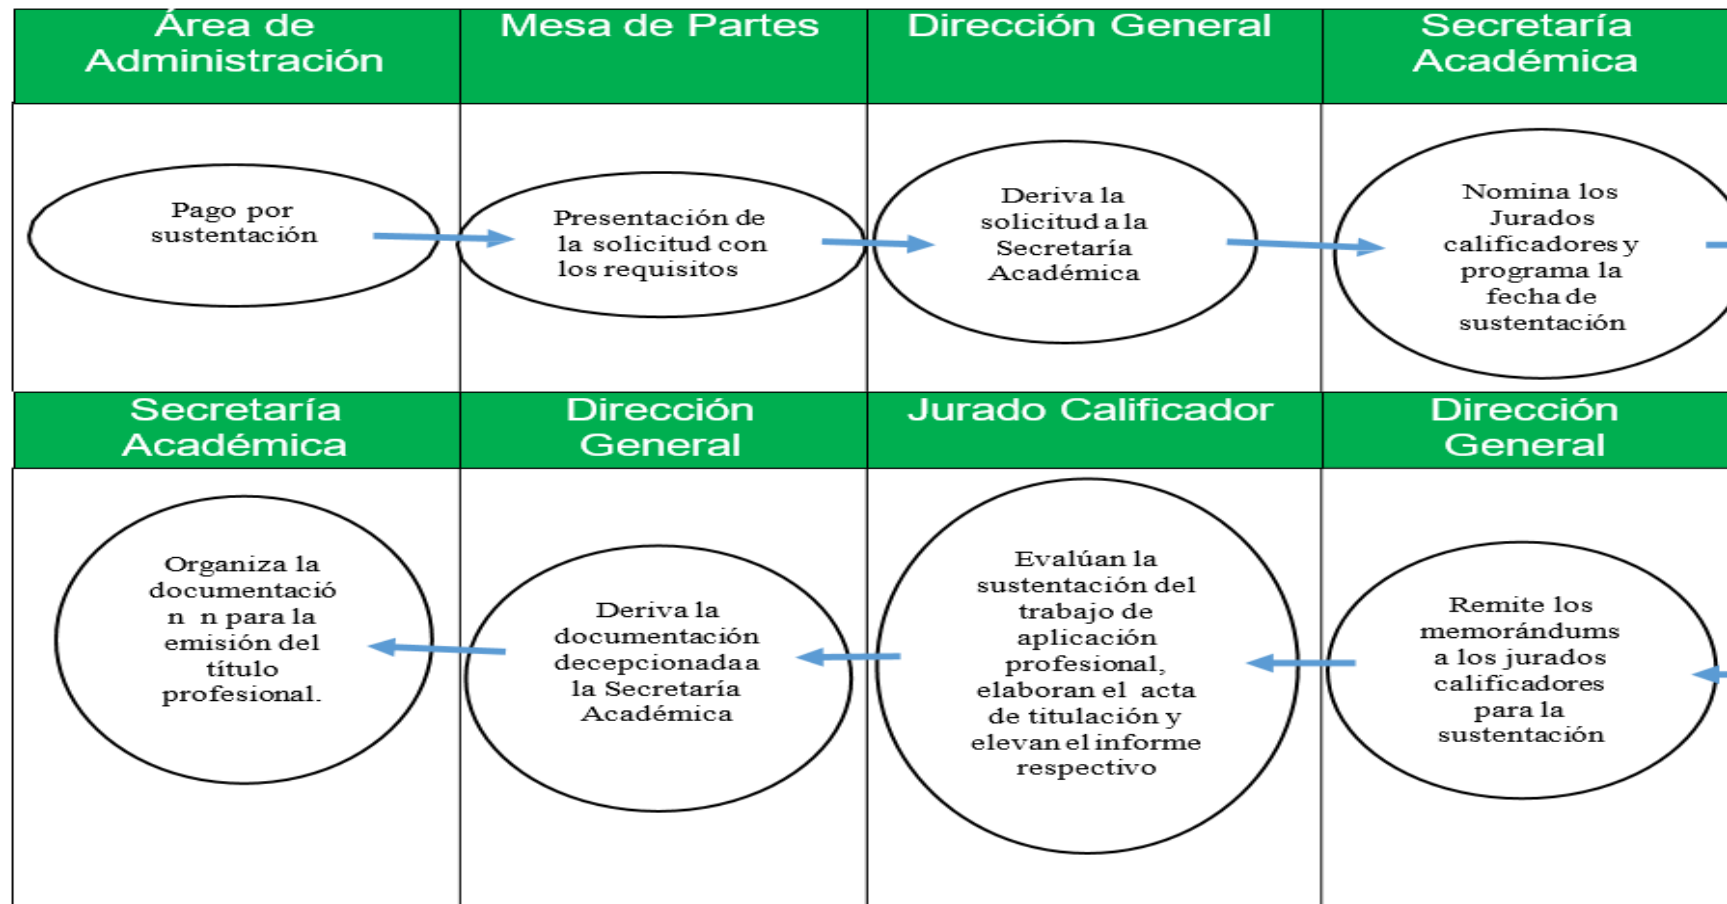 Área de
Administración
Mesa de Partes
Dirección General
Secretaría
Académica
Pago por
sustentación
Presentación de
la solicitud con
los requisitos
Deriva la
solicitud a la
Secretaría
Académica
Nomina los
Jurados
calificadores y
programa la
fecha de
sustentación
Secretaría
Académica
Dirección
General
Jurado Calificador
Dirección
General
Organiza la
documentació
n n para la
emisión del
título
profesional.
Deriva la
documentación
decepcionada a
la Secretaría
Académica
Evalúan la
sustentación del
trabajo de
aplicación
profesional,
elaboran el acta
de titulación y
elevan el informe
respectivo
Remite los
memorándums
a los jurados
calificadores
para la
sustentación